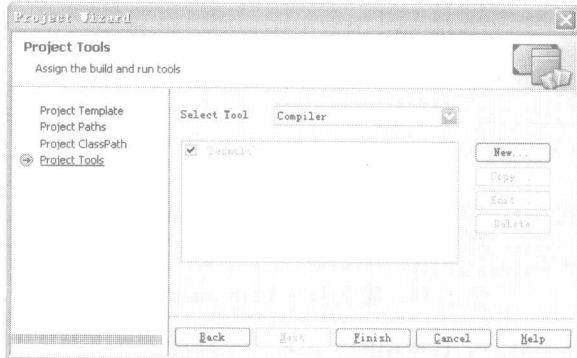 Project Wizard
Project Tools
Assign the build and run tools
Project Template
Project Paths
Project ClassPath
Project Tools
Select Tool Compiler
Default
New...
Copy...
Edit...
Delete
Back Next Finish Cancel Help